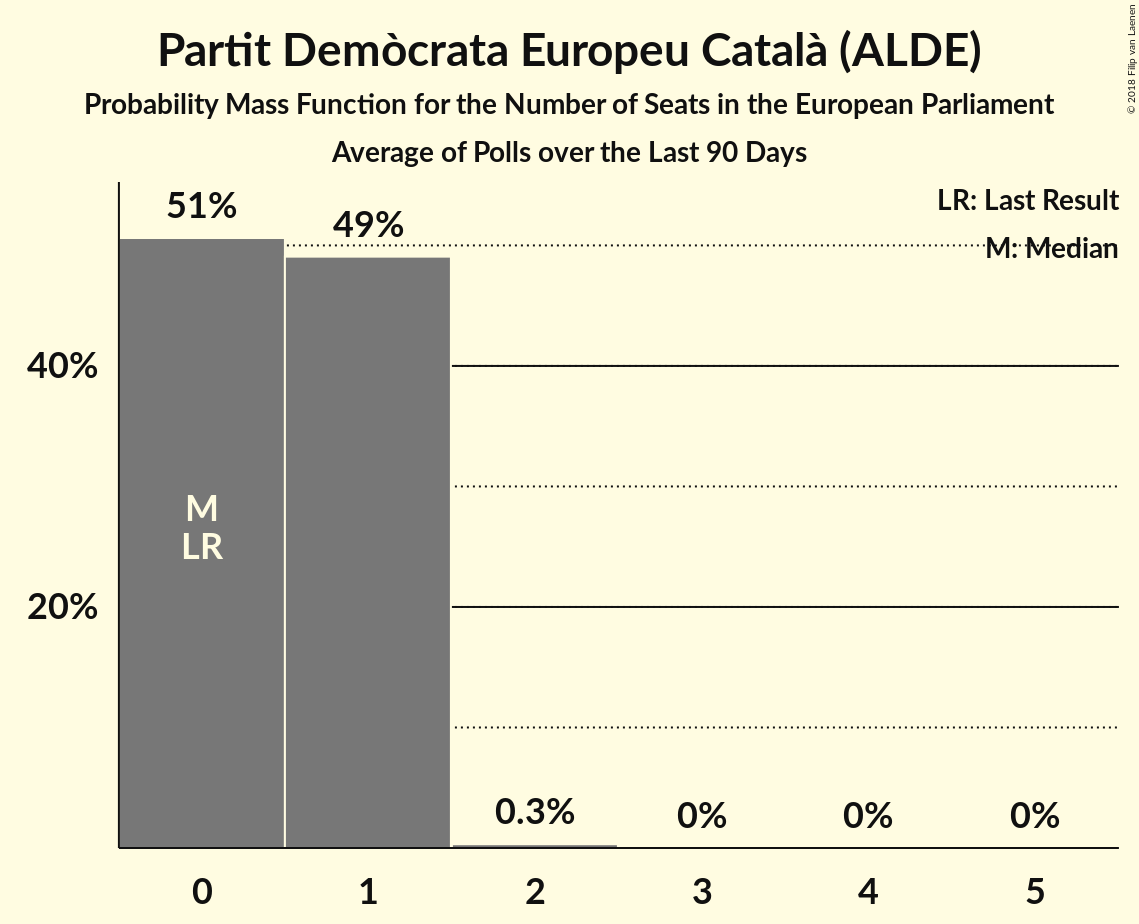 Partit Demòcrata Europeu Català (ALDE)
Probability Mass Function for the Number of Seats in the European Parliament
Average of Polls over the Last 90 Days
© 2018 Filip van Laenen
LR: Last Result
M: Median
51%
49%
40%
M
LR
20%
0.3%
0%
0%
0%
0
1
2
3
4
5